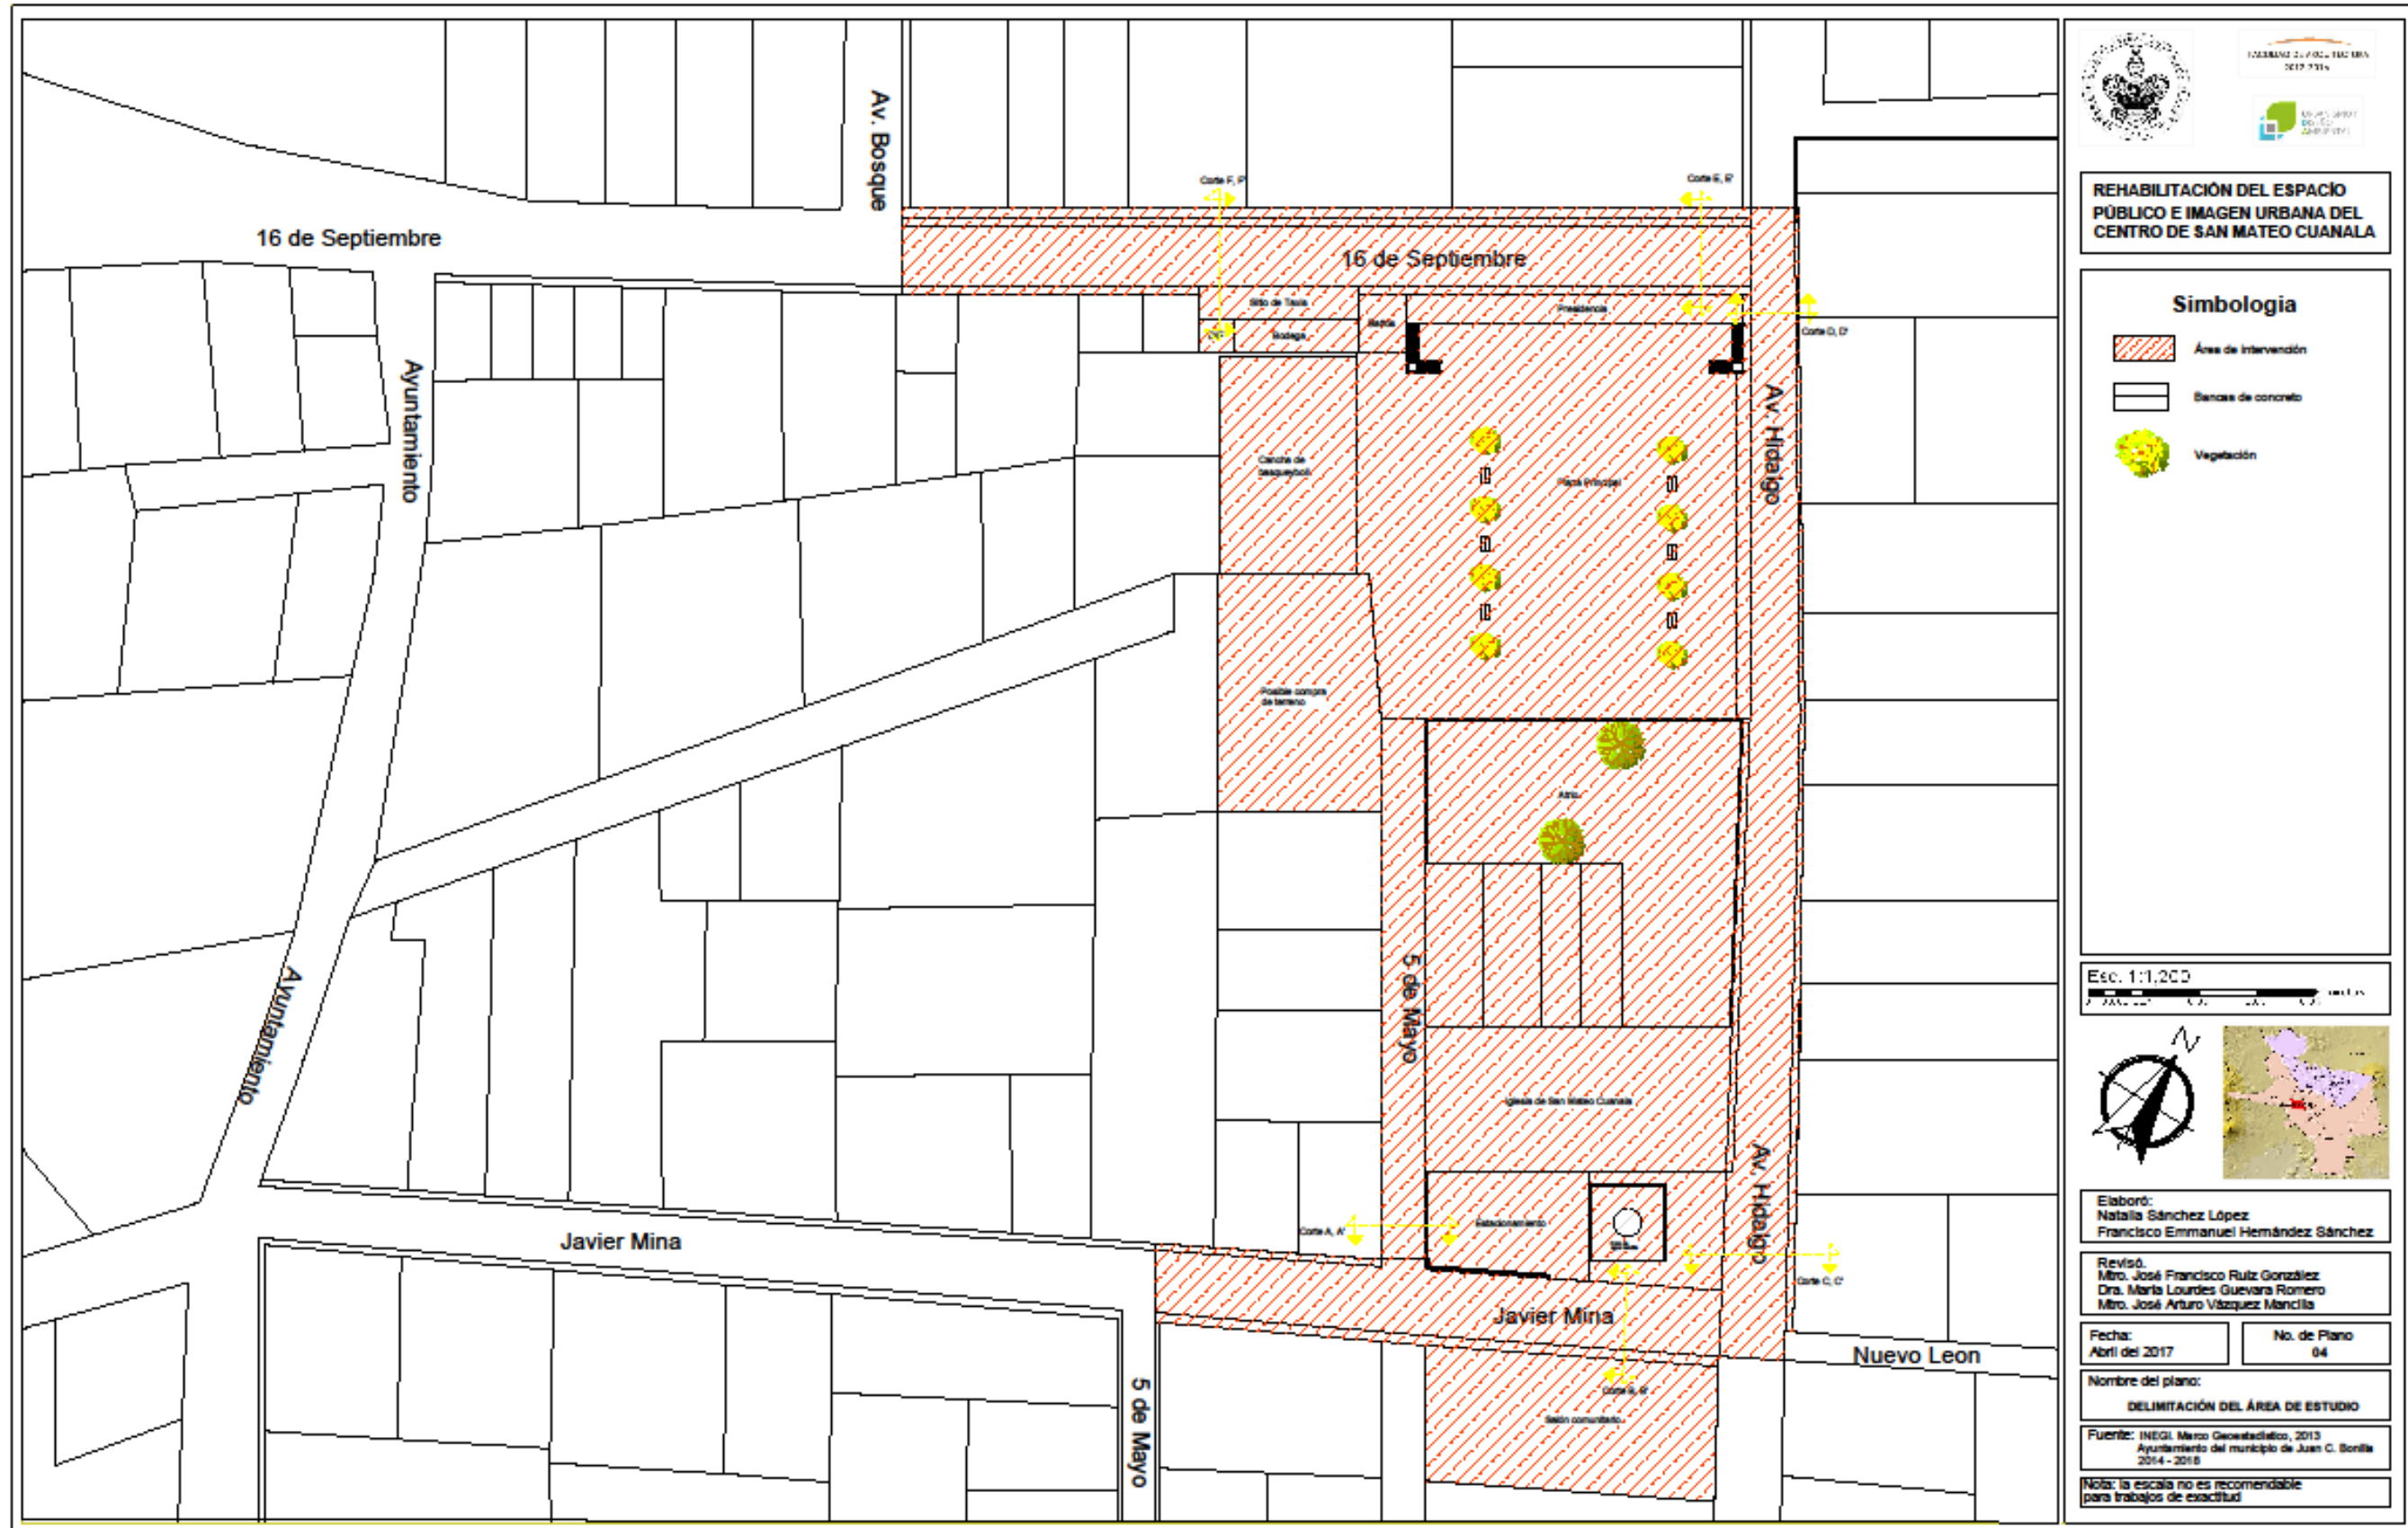 Av. Bosque
Corte F, F'
Corte E, E'
16 de Septiembre
16 de Septiembre
Sitio de Taxis
Bodega
Presidencia
Corte D, D'
Ayuntamiento
Av. Hidalgo
Cancha de
basqueybol
Plaza Principal
Posible compra
de terreno
Atrio
5 de Mayo
Ayuntamiento
Iglesia de San Mateo Cuanala
Av. Hidalgo
Corte A, A'
Estacionamiento
Javier Mina
Corte C, C'
Javier Mina
Nuevo Leon
5 de Mayo
Corte B, B'
Salón comunitario
FACULTAD DE ARQUITECTURA
REHABILITACIÓN DEL ESPACÍO
PÚBLICO E IMAGEN URBANA DEL
CENTRO DE SAN MATEO CUANALA
Simbologia
Área de intervención
Bancas de concreto
Vegetación
Esc. 1:1,200
N
Elaboró:
Natalia Sánchez López
Francisco Emmanuel Hernández Sánchez
Revisó.
Mtro. José Francisco Ruíz González
Dra. María Lourdes Guevara Romero
Mtro. José Arturo Vázquez Mancilla
Fecha:
Abril del 2017
No. de Plano
04
Nombre del plano:
DELIMITACIÓN DEL ÁREA DE ESTUDIO
Fuente: INEGI. Marco Geoestadístico, 2013
Ayuntamiento del municipio de Juan C. Bonilla
2014 - 2018
Nota: la escala no es recomendable
para trabajos de exactitud